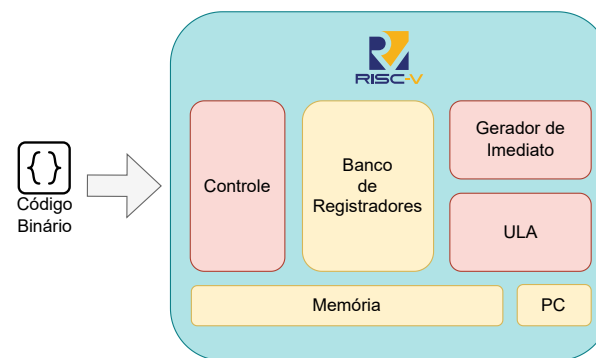 RISC-V
{}
Código
Binário
Controle
Banco
de
Registradores
Gerador de
Imediato
ULA
Memória
PC